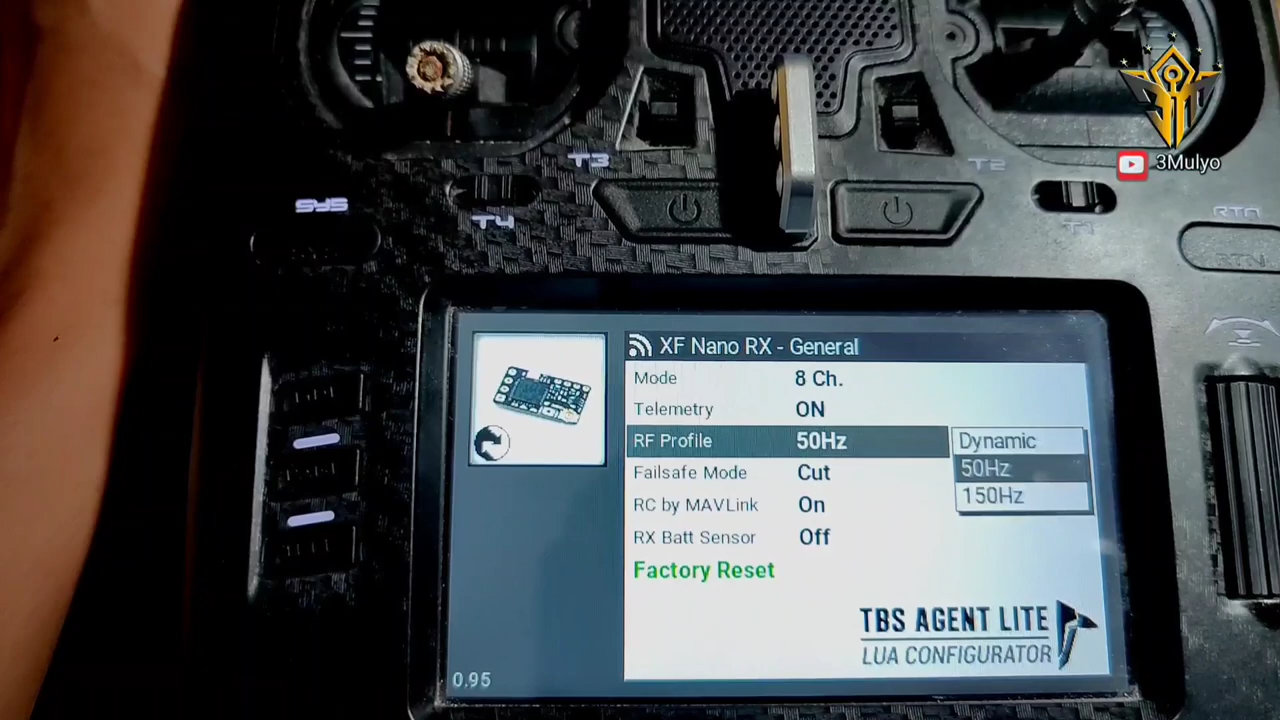 3Mulyo
T3
T2
SYS
T4
T1
RTN
RTN
XF Nano RX - General
Mode 8 Ch.
Telemetry ON
RF Profile 50Hz
Dynamic
50Hz
150Hz
Failsafe Mode Cut
RC by MAVLink On
RX Batt Sensor Off
Factory Reset
TBS AGENT LITE
LUA CONFIGURATOR
0.95